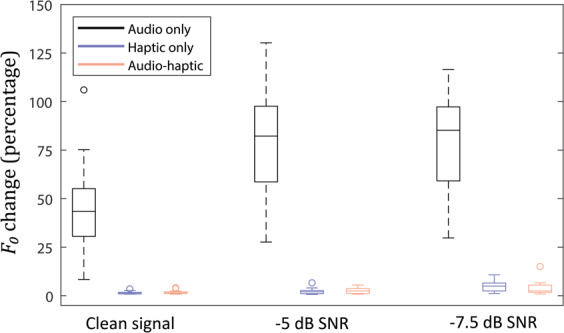 150
125
100
75
50
25
0
F0 change (percentage)
Audio only
Haptic only
Audio-haptic
Clean signal
-5 dB SNR
-7.5 dB SNR